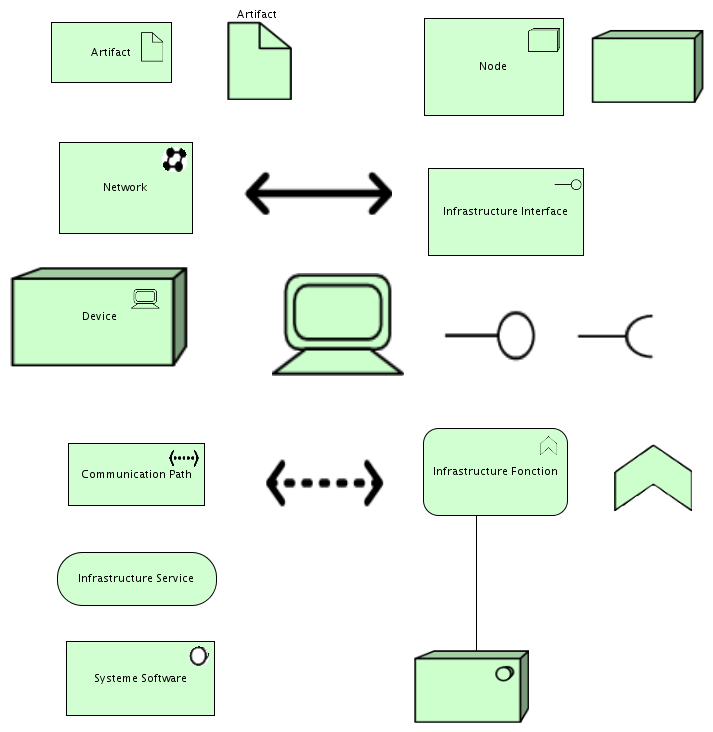 Artifact
Artifact
Node
Network
Infrastructure Interface
Device
Communication Path
Infrastructure Fonction
Infrastructure Service
Systeme Software